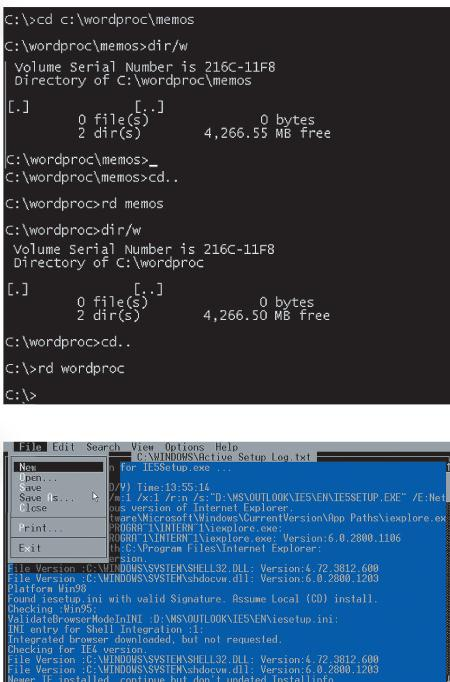 C:\>cd c:\wordproc\memos
C:\wordproc\memos>dir/w
Volume Serial Number is 216C-11F8
Directory of C:\wordproc\memos
[.] [..]
0 file(s) 0 bytes
2 dir(s) 4,266.55 MB free
C:\wordproc\memos>_
C:\wordproc\memos>cd..
C:\wordproc>rd memos
C:\wordproc>dir/w
Volume Serial Number is 216C-11F8
Directory of C:\wordproc
[.] [..]
0 file(s) 0 bytes
2 dir(s) 4,266.50 MB free
C:\wordproc>cd..
C:\>rd wordproc
C:\>
File Edit Search View Options Help
C:\WINDOWS\Active Setup Log.txt
New n for IE5Setup.exe ...
Open...
Save D/Y) Time:13:55:14
Save As... /m:1 /x:1 /r:n /s:"D:\MS\OUTLOOK\IE5\EN\IE5SETUP.EXE" /E:Net
Close ous version of Internet Explorer.
tware\Microsoft\Windows\CurrentVersion\App Paths\iexplore.ex
Print... PROGRA~1\INTERN~1\iexplore.exe:
ROGRA~1\INTERN~1\iexplore.exe: Version:6.0.2800.1106
Exit th:C:\Program Files\Internet Explorer:
ersion.
File Version :C:\WINDOWS\SYSTEM\SHELL32.DLL: Version:4.72.3812.600
File Version :C:\WINDOWS\SYSTEM\shdocvw.dll: Version:6.0.2800.1203
Platform Win98
Found iesetup.ini with valid Signature. Assume Local (CD) install.
Checking :Win95:
ValidateBrowserModeInINI :D:\MS\OUTLOOK\IE5\EN\iesetup.ini:
INI entry for Shell Integration :1:
Integrated browser downloaded, but not requested.
Checking for IE4 version.
File Version :C:\WINDOWS\SYSTEM\SHELL32.DLL: Version:4.72.3812.600
File Version :C:\WINDOWS\SYSTEM\shdocvw.dll: Version:6.0.2800.1203
Newer IE installed, continue but don't updated Installinfo